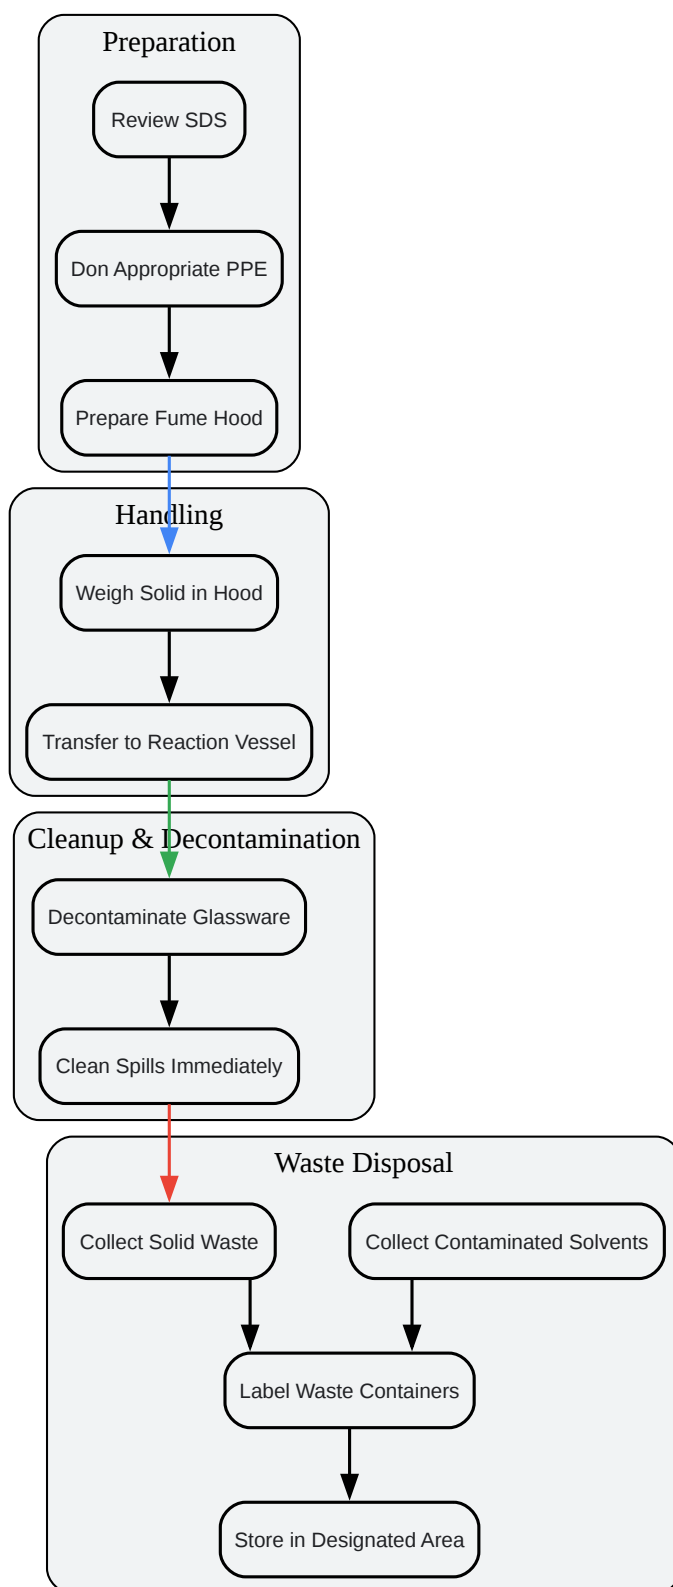 Preparation
Review SDS
Don Appropriate PPE
Prepare Fume Hood
Handling
Weigh Solid in Hood
Transfer to Reaction Vessel
Cleanup & Decontamination
Decontaminate Glassware
Clean Spills Immediately
Waste Disposal
Collect Solid Waste
Collect Contaminated Solvents
Label Waste Containers
Store in Designated Area